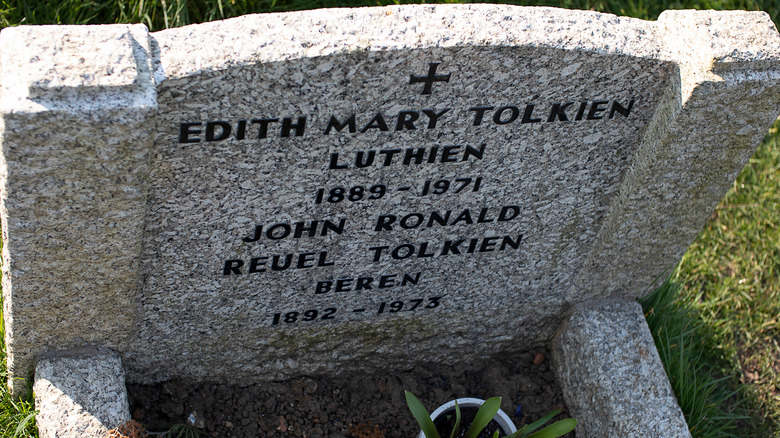 EDITH MARY TOLKIEN
LUTHIEN
1889 - 1971
JOHN RONALD
REUEL TOLKIEN
BEREN
1892 - 1973